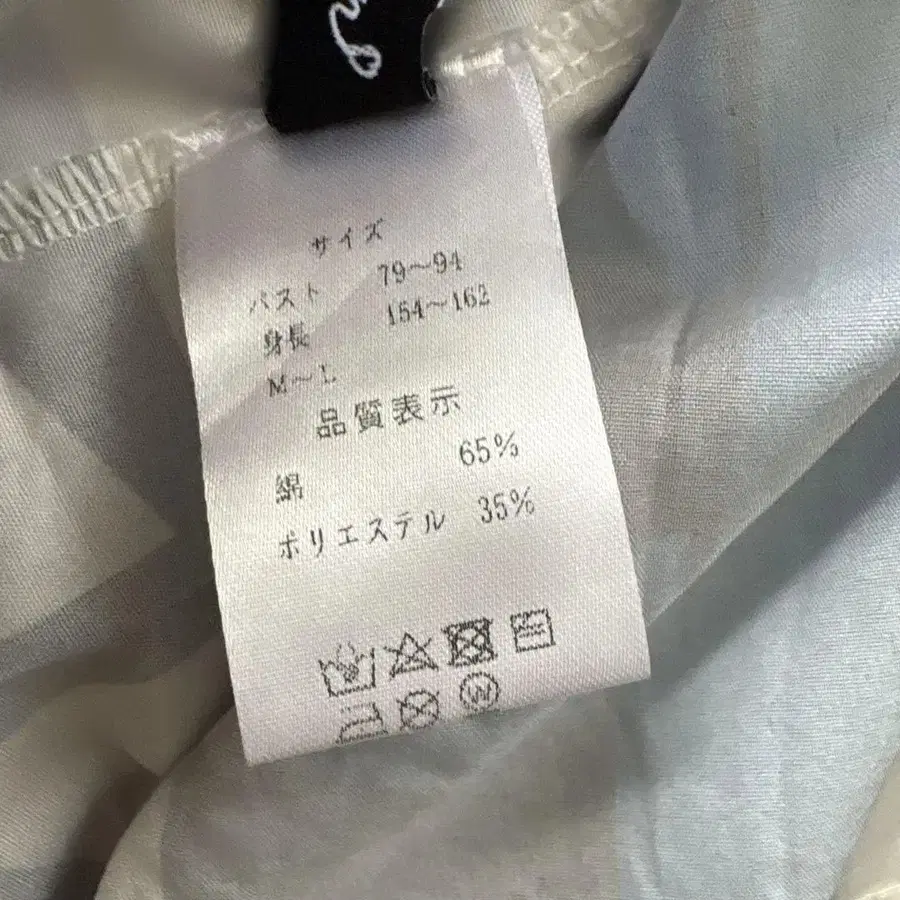 サイズ
バスト 79～94
身長 154～162
M～L
品質表示
綿 65%
ポリエステル 35%
W